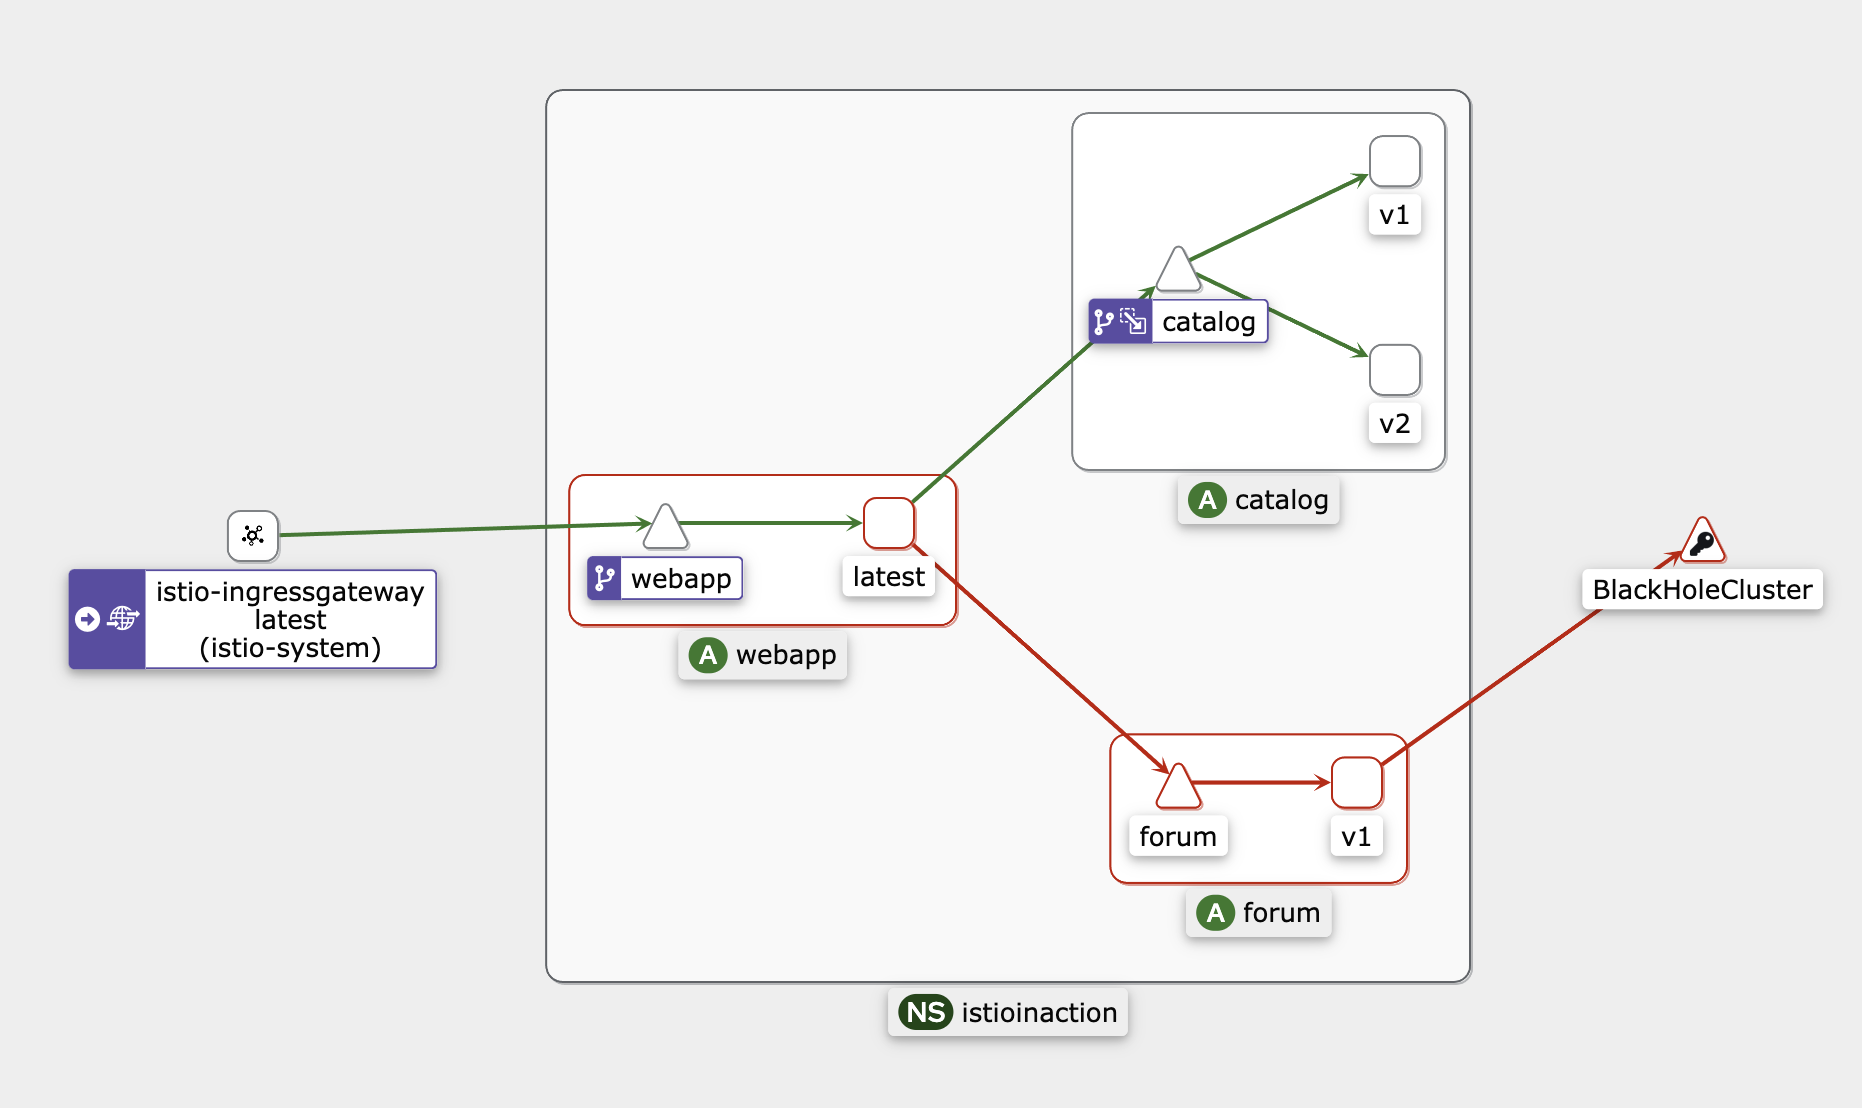 v1
catalog
v2
A catalog
istio-ingressgateway
latest
(istio-system)
webapp
latest
A webapp
BlackHoleCluster
forum
v1
A forum
NS istioinaction